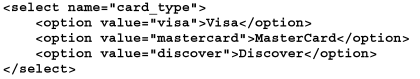 <select name="card_type">
    <option value="visa">Visa</option>
    <option value="mastercard">MasterCard</option>
    <option value="discover">Discover</option>
</select>